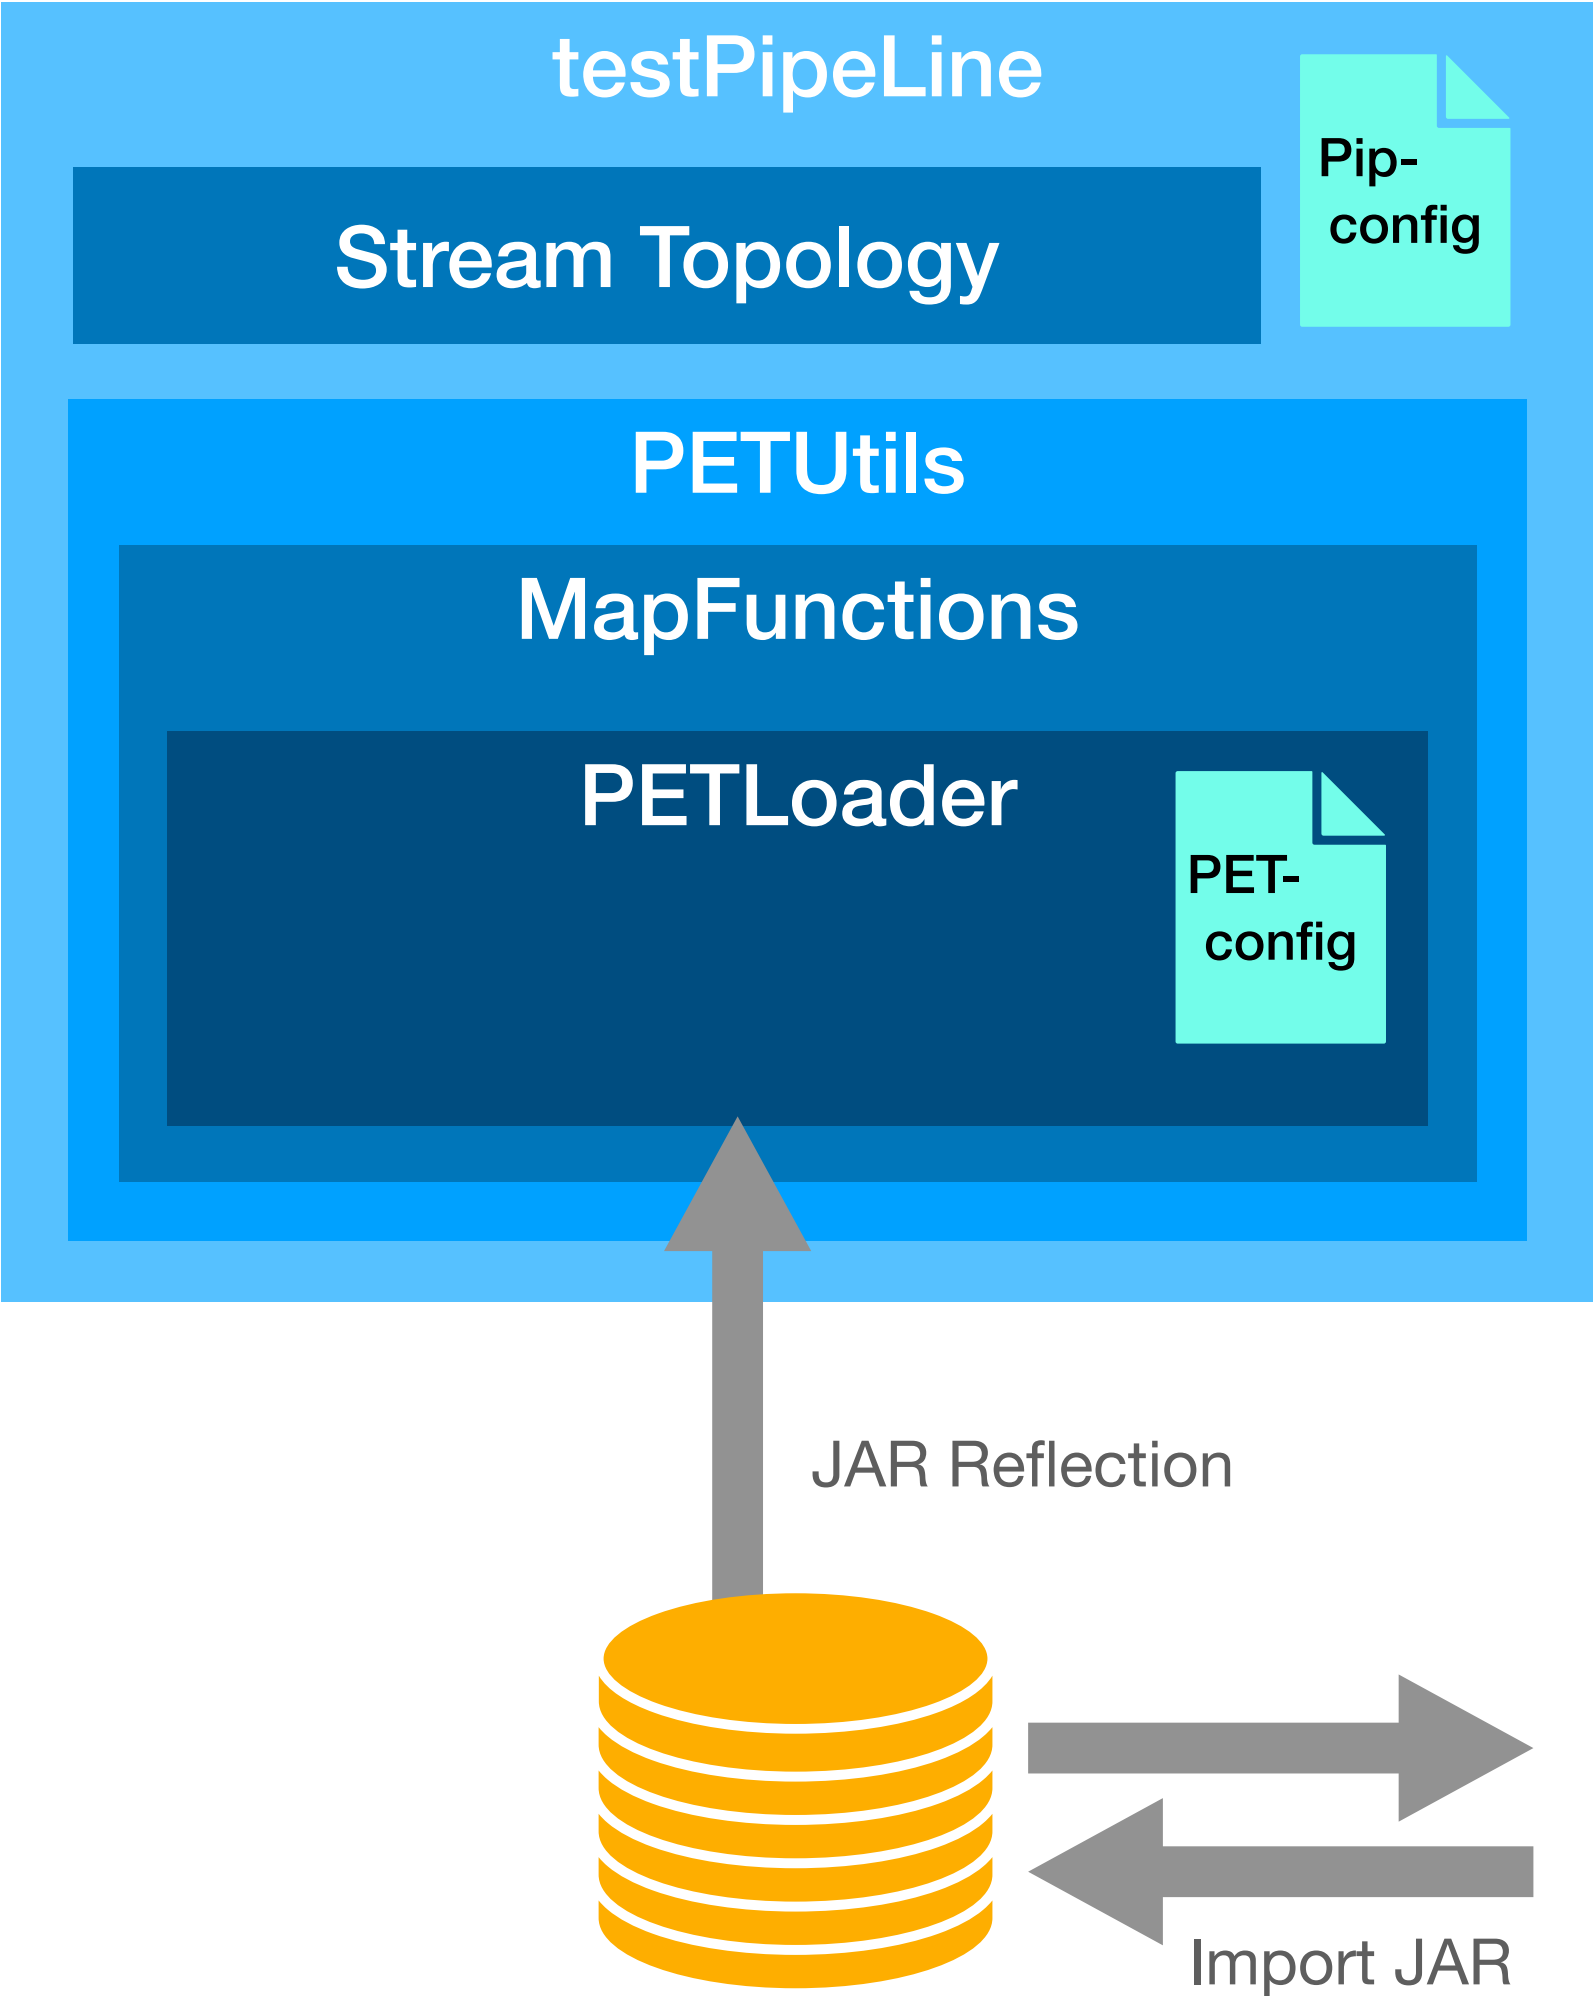 testPipeLine
Pip-
config
Stream Topology
PETUtils
MapFunctions
PETLoader
PET-
config
JAR Reflection
Import JAR